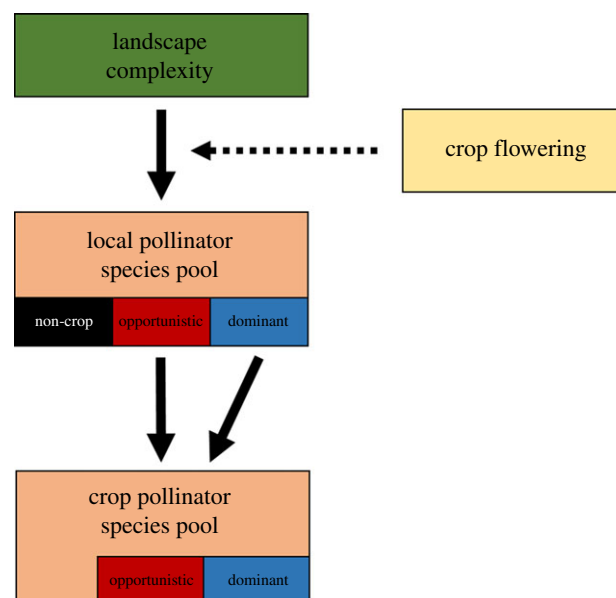 landscape
complexity
crop flowering
local pollinator
species pool
non-crop opportunistic dominant
crop pollinator
species pool
opportunistic dominant